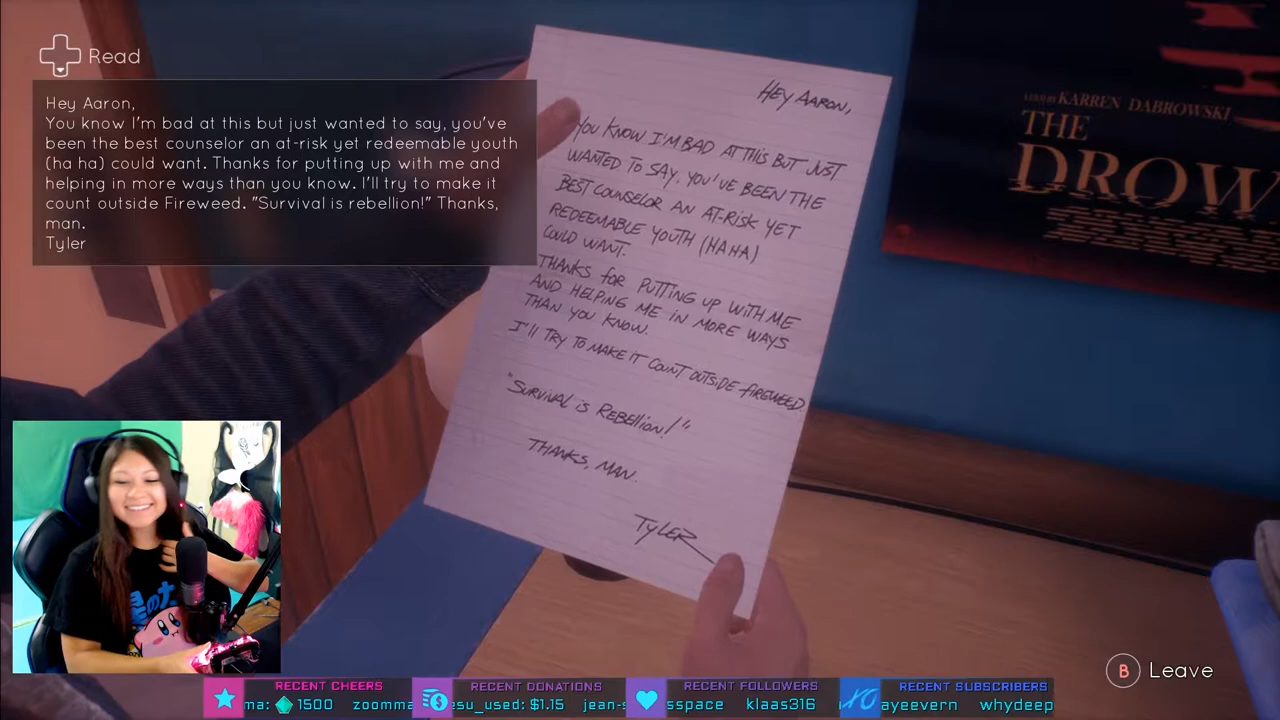 Read
Hey Aaron,
You know I'm bad at this but just wanted to say, you've
been the best counselor an at-risk yet redeemable youth
(ha ha) could want. Thanks for putting up with me and
helping in more ways than you know. I'll try to make it
count outside Fireweed. "Survival is rebellion!" Thanks,
man.
Tyler
HEY AARON,
YOU KNOW I'M BAD AT THIS BUT JUST
WANTED TO SAY, YOU'VE BEEN THE
BEST COUNSELOR AN AT-RISK YET
REDEEMABLE YOUTH (HAHA)
COULD WANT.
THANKS FOR PUTTING UP WITH ME
AND HELPING ME IN MORE WAYS
THAN YOU KNOW.
I'LL TRY TO MAKE IT COUNT OUTSIDE FIREWEED.
"SURVIVAL IS REBELLION!"
THANKS, MAN.
TYLER
KARREN DABROWSKI
THE
DROW
B Leave
RECENT CHEERS
ma: 1500 zoomma
RECENT DONATIONS
esu_used: $1.15 jean-s
RECENT FOLLOWERS
sspace klaas316
RECENT SUBSCRIBERS
ayeevern whydeep